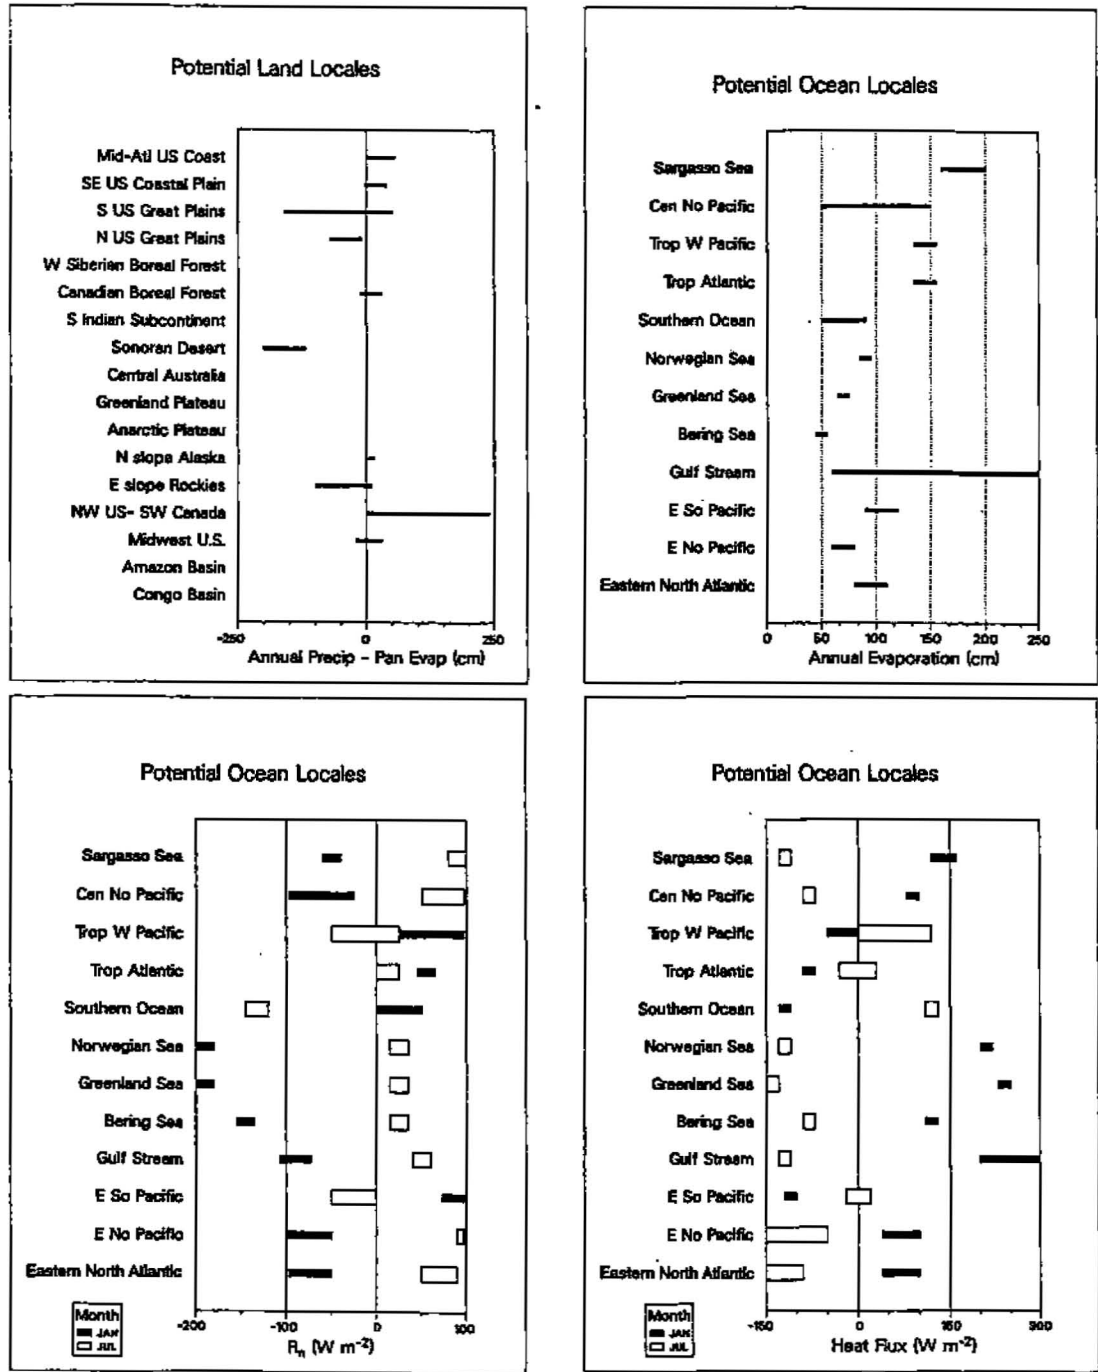 Potential Land Locales
Mid-Atl US Coast
SE US Coastal Plain
S US Great Plains
N US Great Plains
W Siberian Boreal Forest
Canadian Boreal Forest
S Indian Subcontinent
Sonoran Desert
Central Australia
Greenland Plateau
Anarctic Plateau
N slope Alaska
E slope Rockies
NW US- SW Canada
Midwest U.S.
Amazon Basin
Congo Basin
-250 0 250
Annual Precip - Pan Evap (cm)
Potential Ocean Locales
Sargasso Sea
Cen No Pacific
Trop W Pacific
Trop Atlantic
Southern Ocean
Norwegian Sea
Greenland Sea
Bering Sea
Gulf Stream
E So Pacific
E No Pacific
Eastern North Atlantic
0 50 100 150 200 250
Annual Evaporation (cm)
Potential Ocean Locales
Sargasso Sea
Cen No Pacific
Trop W Pacific
Trop Atlantic
Southern Ocean
Norwegian Sea
Greenland Sea
Bering Sea
Gulf Stream
E So Pacific
E No Pacific
Eastern North Atlantic
Month
JAN
JUL
-200 -100 0 100
Rn (W m-2)
Potential Ocean Locales
Sargasso Sea
Cen No Pacific
Trop W Pacific
Trop Atlantic
Southern Ocean
Norwegian Sea
Greenland Sea
Bering Sea
Gulf Stream
E So Pacific
E No Pacific
Eastern North Atlantic
Month
JAN
JUL
-150 0 150 300
Heat Flux (W m-2)